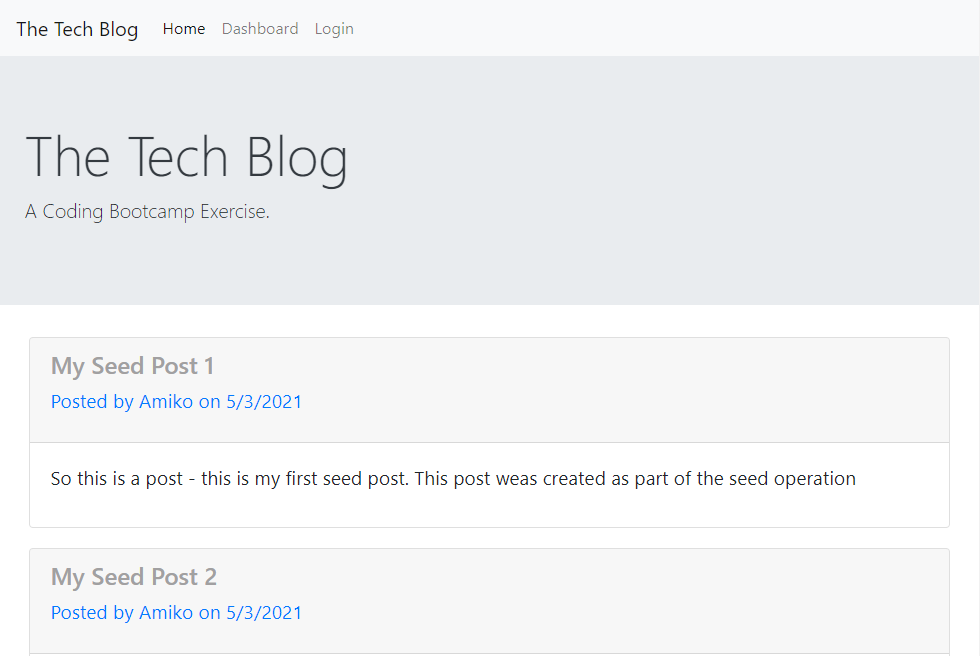 The Tech Blog Home Dashboard Login
The Tech Blog
A Coding Bootcamp Exercise.
My Seed Post 1
Posted by Amiko on 5/3/2021
So this is a post - this is my first seed post. This post weas created as part of the seed operation
My Seed Post 2
Posted by Amiko on 5/3/2021